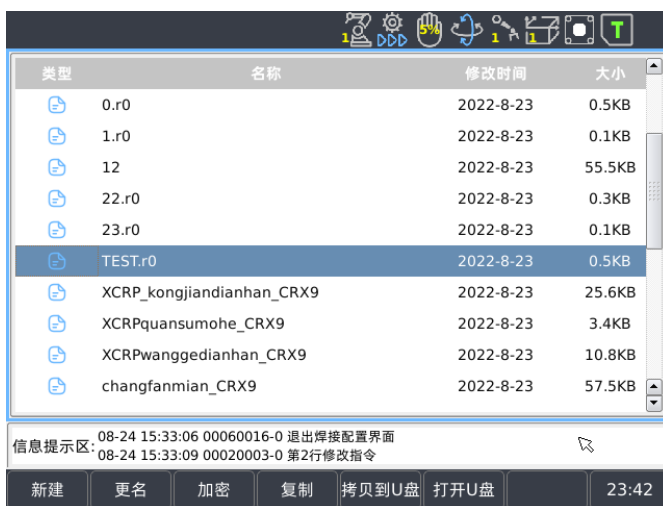 1 DDD 5% 1 1 T
类型 名称 修改时间 大小
0.r0 2022-8-23 0.5KB
1.r0 2022-8-23 0.1KB
12 2022-8-23 55.5KB
22.r0 2022-8-23 0.3KB
23.r0 2022-8-23 0.1KB
TEST.r0 2022-8-23 0.5KB
XCRP_kongjiandianhan_CRX9 2022-8-23 25.6KB
XCRPquansumohe_CRX9 2022-8-23 3.4KB
XCRPwanggedianhan_CRX9 2022-8-23 10.8KB
changfanmian_CRX9 2022-8-23 57.5KB
信息提示区:
08-24 15:33:06 00060016-0 退出焊接配置界面
08-24 15:33:09 00020003-0 第2行修改指令
新建 更名 加密 复制 拷贝到U盘 打开U盘 23:42